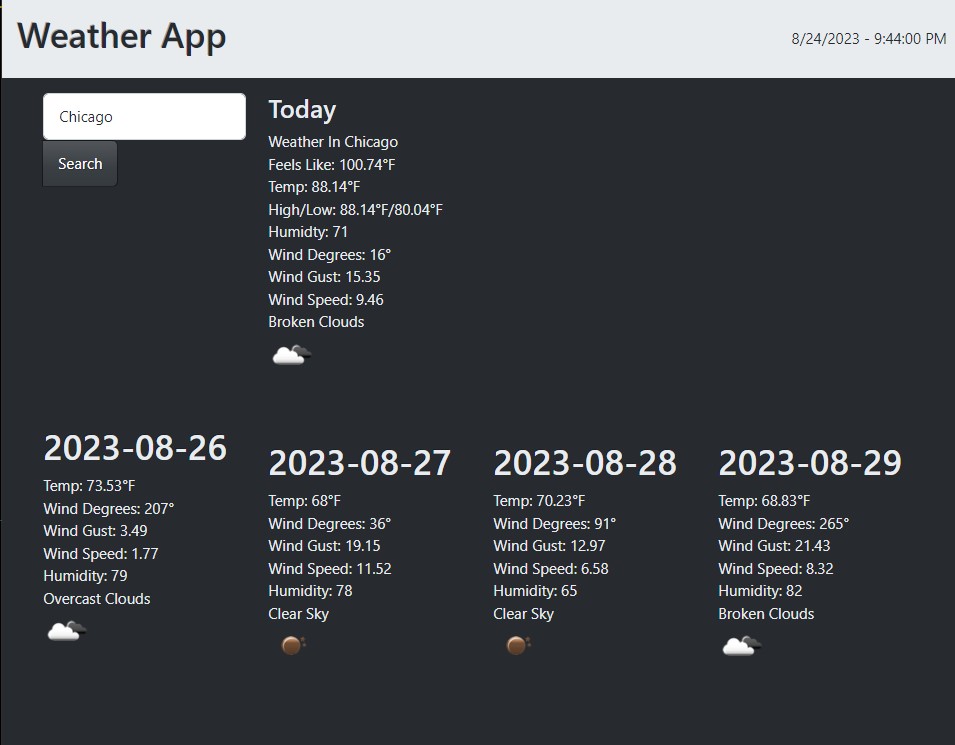 Weather App
8/24/2023 - 9:44:00 PM
Chicago
Search
Today
Weather In Chicago
Feels Like: 100.74°F
Temp: 88.14°F
High/Low: 88.14°F/80.04°F
Humidty: 71
Wind Degrees: 16°
Wind Gust: 15.35
Wind Speed: 9.46
Broken Clouds
2023-08-26
Temp: 73.53°F
Wind Degrees: 207°
Wind Gust: 3.49
Wind Speed: 1.77
Humidity: 79
Overcast Clouds
2023-08-27
Temp: 68°F
Wind Degrees: 36°
Wind Gust: 19.15
Wind Speed: 11.52
Humidity: 78
Clear Sky
2023-08-28
Temp: 70.23°F
Wind Degrees: 91°
Wind Gust: 12.97
Wind Speed: 6.58
Humidity: 65
Clear Sky
2023-08-29
Temp: 68.83°F
Wind Degrees: 265°
Wind Gust: 21.43
Wind Speed: 8.32
Humidity: 82
Broken Clouds